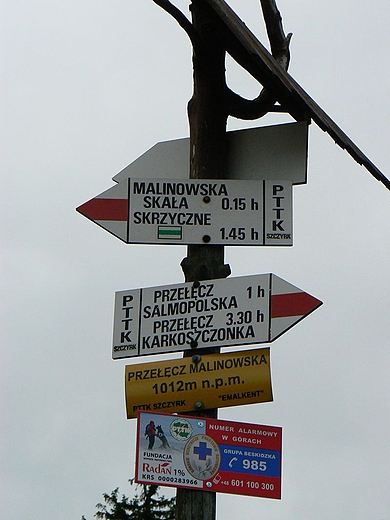 MALINOWSKA
SKAŁA 0.15 h
SKRZYCZNE
1.45 h
PTTK
SZCZYRK
PTTK
SZCZYRK
PRZEŁĘCZ 1 h
SALMOPOLSKA
PRZEŁĘCZ 3.30 h
KARKOSZCZONKA
PRZEŁĘCZ MALINOWSKA
1012m n.p.m.
PTTK SZCZYRK "EMALKENT"
NUMER ALARMOWY
W GÓRACH
GRUPA BESKIDZKA
985
+48 601 100 300
FUNDACJA
RADAN 1%
KRS 0000283966